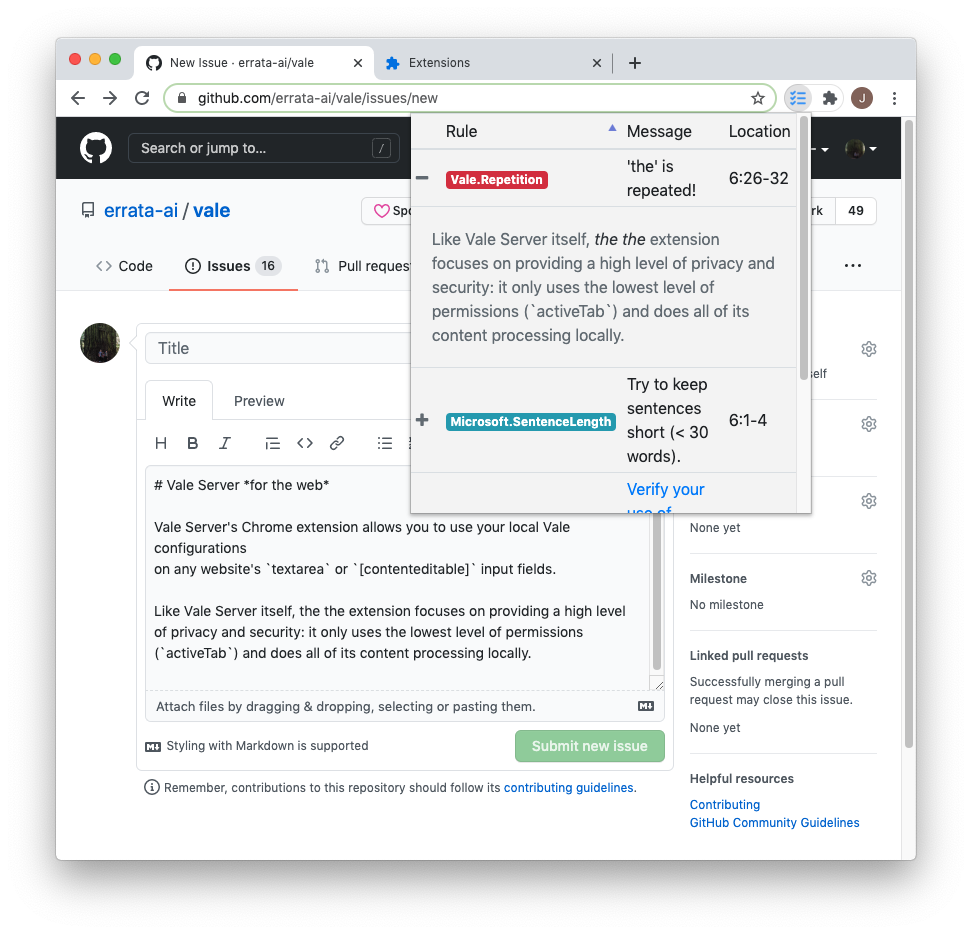 New Issue · errata-ai/vale
Extensions
github.com/errata-ai/vale/issues/new
J
Search or jump to...
/
errata-ai / vale
Spo
rk
49
Code
Issues 16
Pull reques
Rule
Message
Location
Vale.Repetition
'the' is
repeated!
6:26-32
Like Vale Server itself, the the extension
focuses on providing a high level of privacy and
security: it only uses the lowest level of
permissions (`activeTab`) and does all of its
content processing locally.
Microsoft.SentenceLength
Try to keep
sentences
short (< 30
words).
6:1-4
Verify your
use of
Title
elf
Write
Preview
H B I
# Vale Server *for the web*
Vale Server's Chrome extension allows you to use your local Vale
configurations
on any website's `textarea` or `[contenteditable]` input fields.
Like Vale Server itself, the the extension focuses on providing a high level
of privacy and security: it only uses the lowest level of permissions
(`activeTab`) and does all of its content processing locally.
Attach files by dragging & dropping, selecting or pasting them.
Styling with Markdown is supported
Submit new issue
Remember, contributions to this repository should follow its contributing guidelines.
None yet
Milestone
No milestone
Linked pull requests
Successfully merging a pull
request may close this issue.
None yet
Helpful resources
Contributing
GitHub Community Guidelines